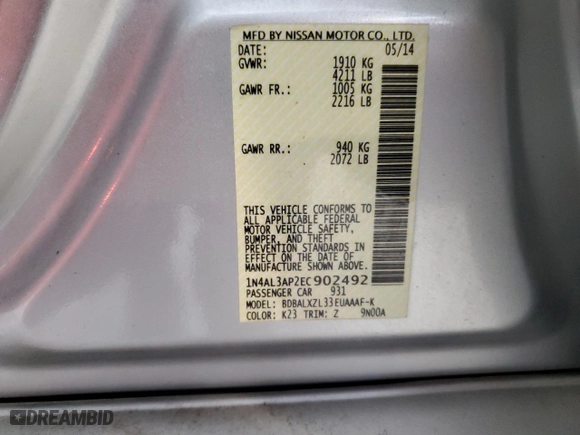 MFD BY NISSAN MOTOR CO., LTD.
DATE: 05/14
GVWR: 1910 KG
4211 LB
GAWR FR.: 1005 KG
2216 LB
GAWR RR.: 940 KG
2072 LB
THIS VEHICLE CONFORMS TO
ALL APPLICABLE FEDERAL
MOTOR VEHICLE SAFETY,
BUMPER, AND THEFT
PREVENTION STANDARDS IN
EFFECT ON THE DATE OF
MANUFACTURE SHOWN ABOVE.
1N4AL3AP2EC902492
PASSENGER CAR 931
MODEL: BDBALXZL33EUAAAF-K
COLOR: K23 TRIM: Z 9N00A
DREAMBID